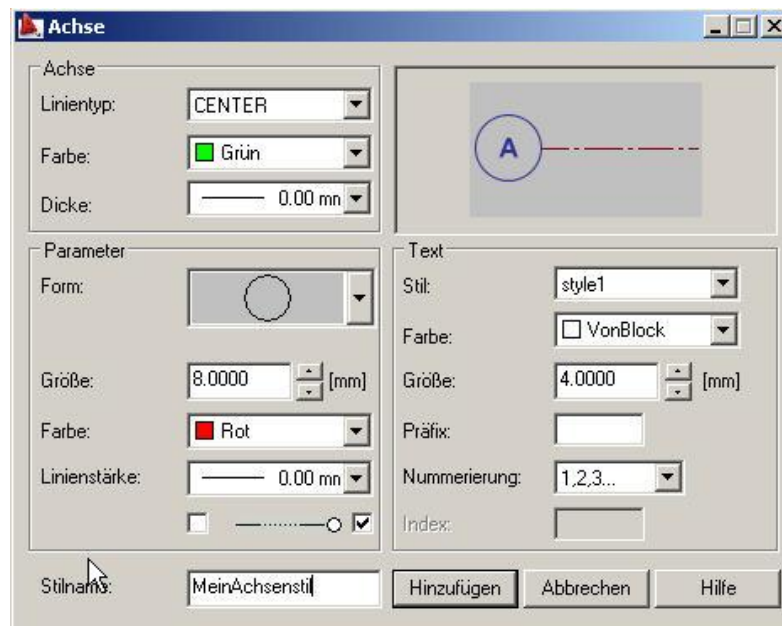 Achse
Achse
Linientyp:
CENTER
Farbe:
Grün
Dicke:
0.00 mn
A
Parameter
Form:
Größe:
8.0000
[mm]
Farbe:
Rot
Linienstärke:
0.00 mn
Text
Stil:
style1
Farbe:
VonBlock
Größe:
4.0000
[mm]
Präfix:
Nummerierung:
1,2,3...
Index:
Stilname:
MeinAchsenstil
Hinzufügen
Abbrechen
Hilfe